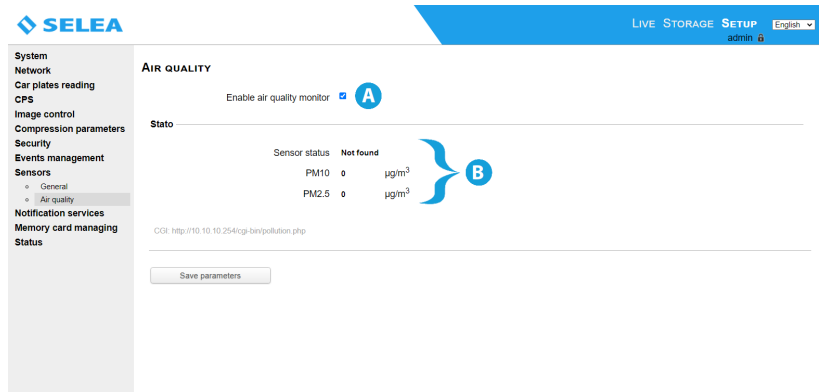 SELEA
LIVE STORAGE SETUP English
admin
System
Network
Car plates reading
CPS
Image control
Compression parameters
Security
Events management
Sensors
General
Air quality
Notification services
Memory card managing
Status
AIR QUALITY
Enable air quality monitor A
Stato
Sensor status Not found
PM10 0 µg/m³
PM2.5 0 µg/m³
B
CGI: http://10.10.10.254/cgi-bin/pollution.php
Save parameters